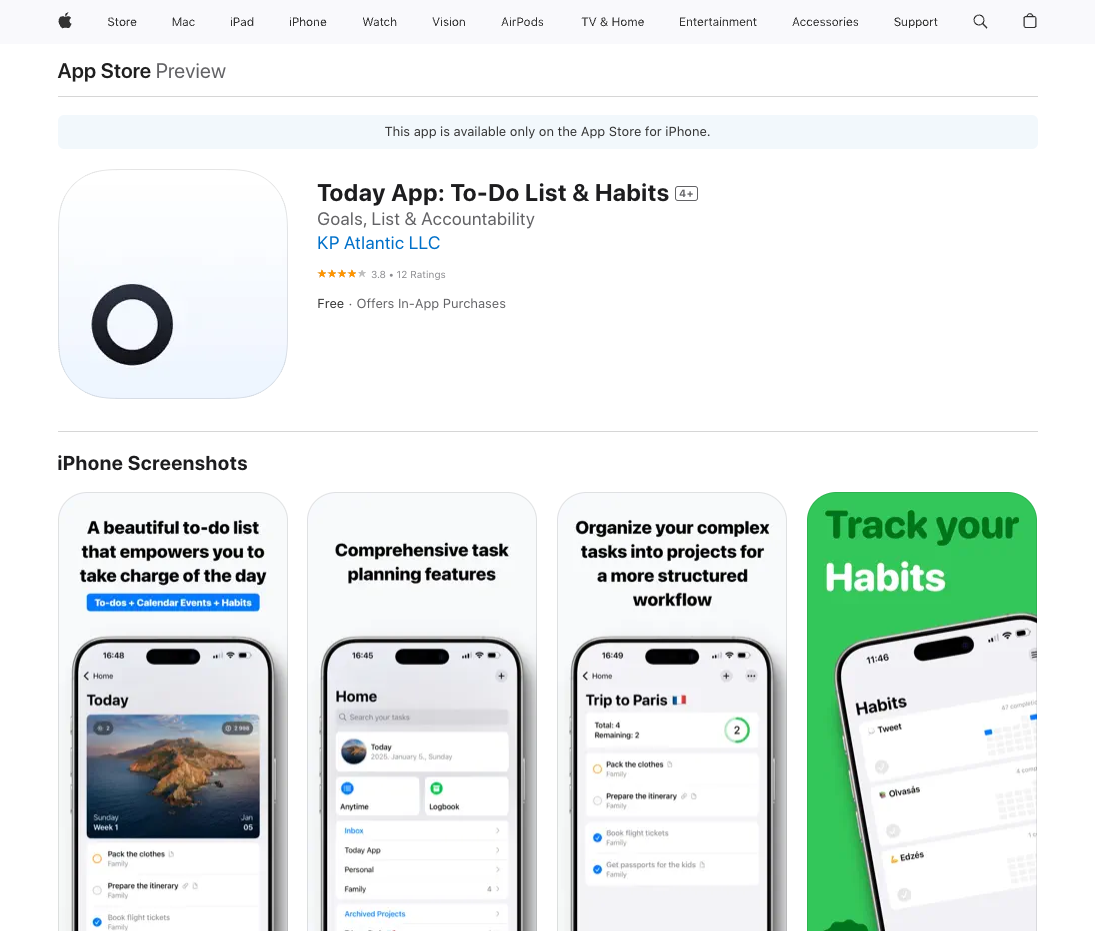 Store Mac iPad iPhone Watch Vision AirPods TV & Home Entertainment Accessories Support
App Store Preview
This app is available only on the App Store for iPhone.
Today App: To-Do List & Habits 4+
Goals, List & Accountability
KP Atlantic LLC
3.8 • 12 Ratings
Free · Offers In-App Purchases
iPhone Screenshots
A beautiful to-do list
that empowers you to
take charge of the day
To-dos + Calendar Events + Habits
16:48
Home
Today
2
2 990
Sunday
Week 1
Jan
05
Pack the clothes
Family
Prepare the itinerary
Family
Book flight tickets
Family
Comprehensive task
planning features
16:45
Home
Search your tasks
Today
2025. January 5., Sunday
Anytime
Logbook
Inbox
Today App
Personal
Family 4
Archived Projects
Organize your complex
tasks into projects for
a more structured
workflow
16:49
Home
Trip to Paris
Total: 4
Remaining: 2
2
Pack the clothes
Family
Prepare the itinerary
Family
Book flight tickets
Family
Get passports for the kids
Family
Track your
Habits
11:46
Habits
Tweet
Olvasás
Edzés